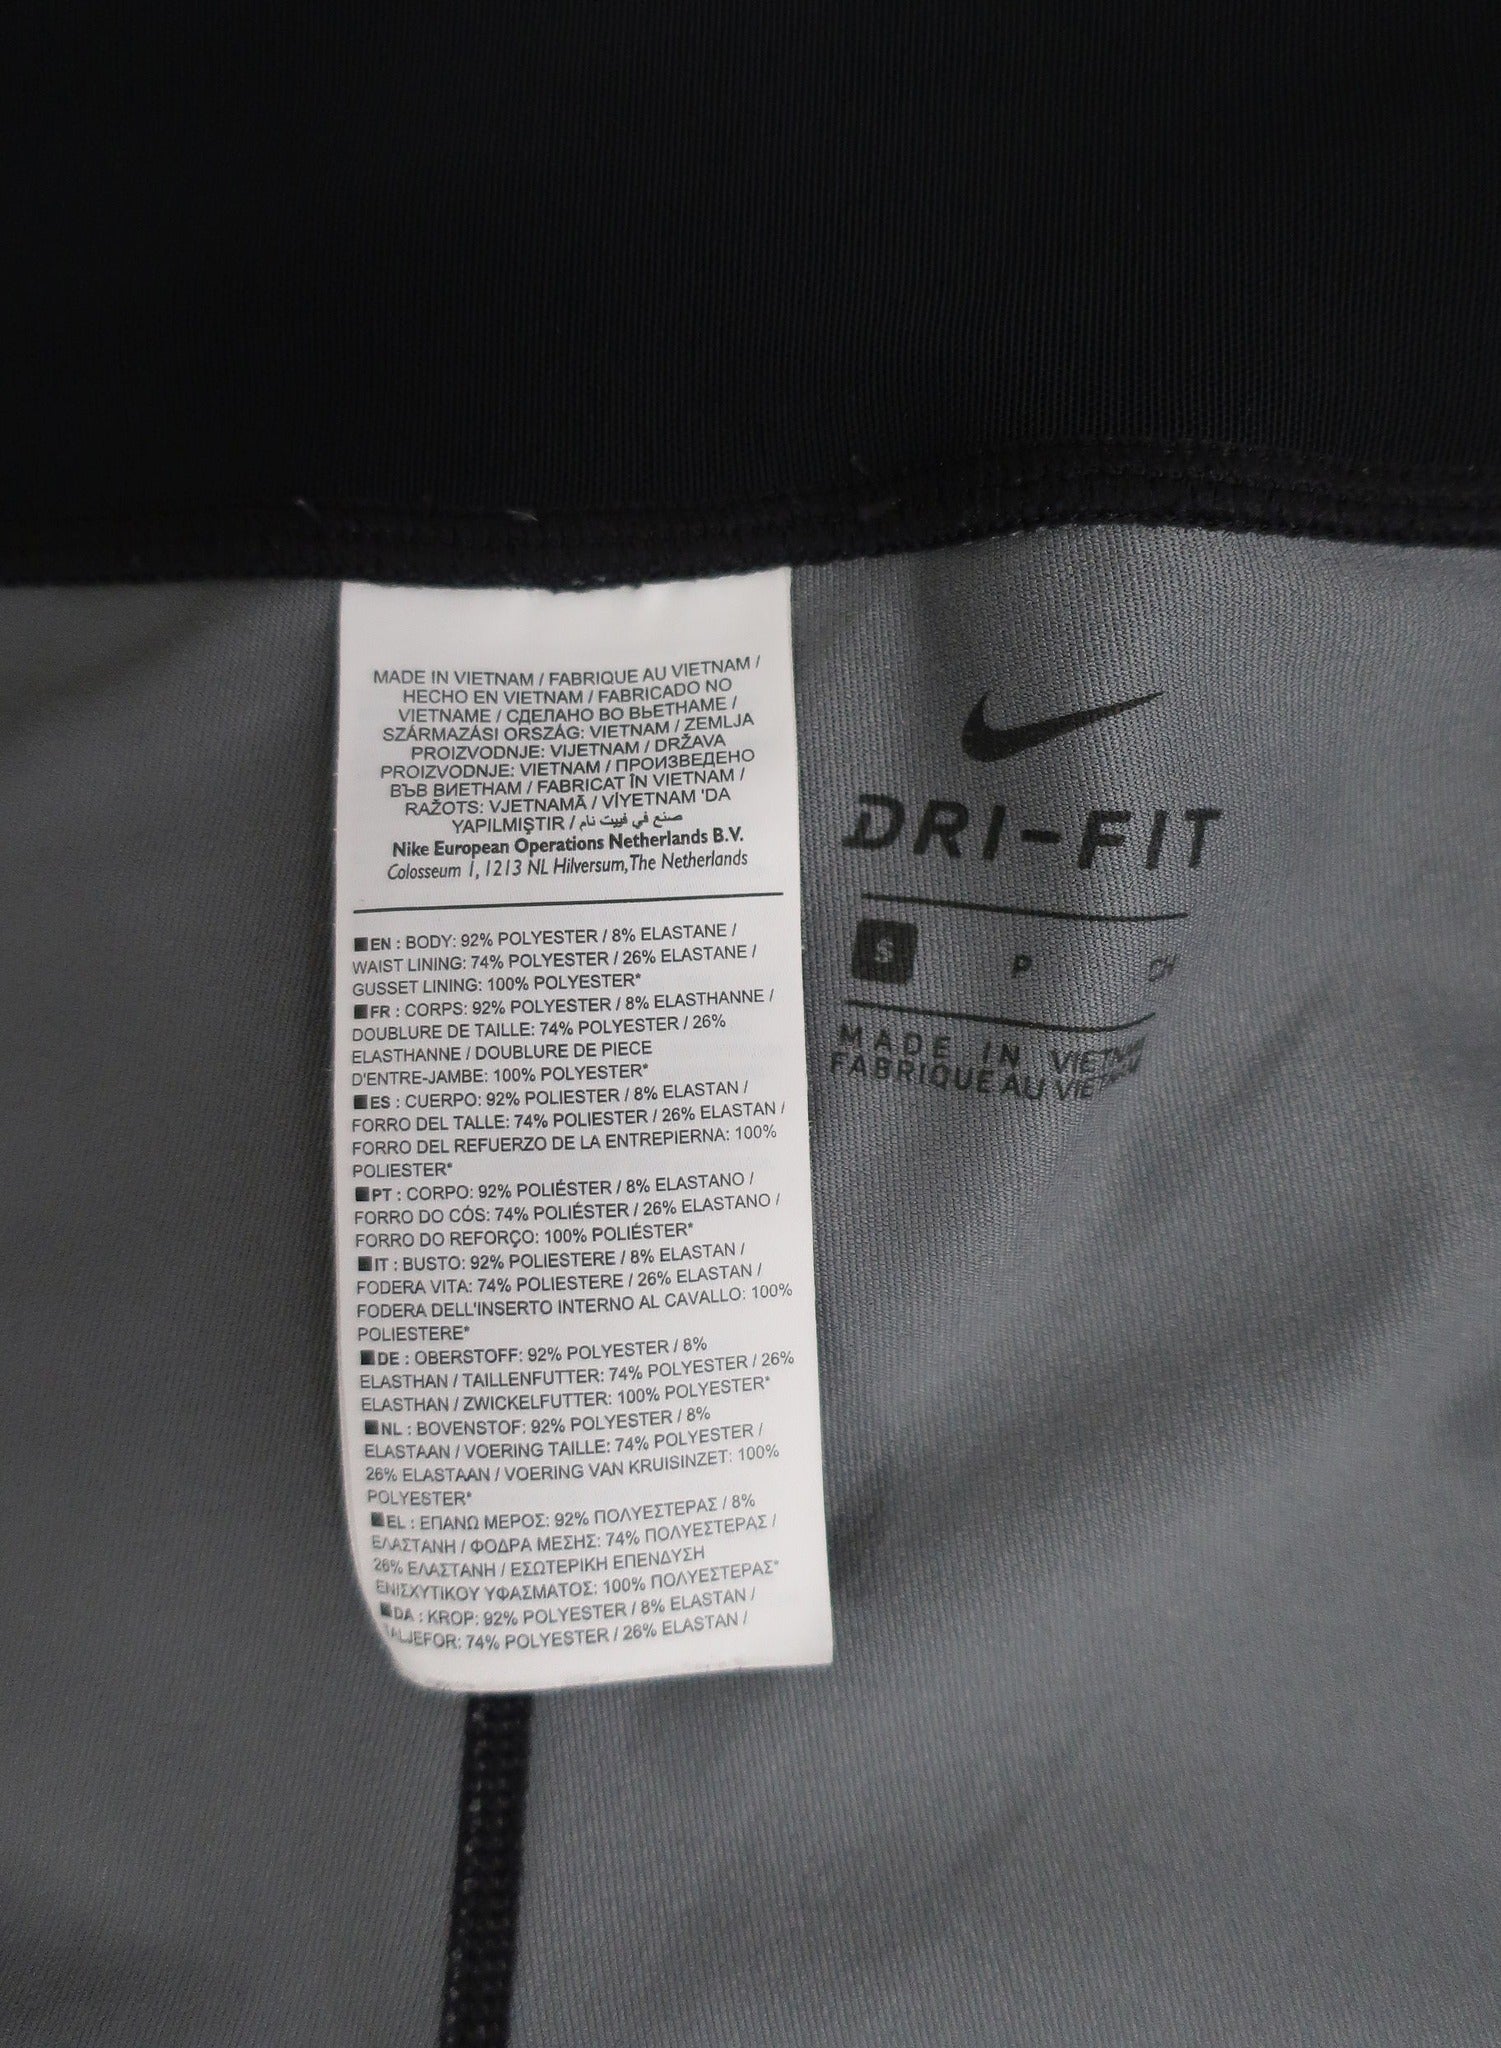 MADE IN VIETNAM / FABRIQUE AU VIETNAM /
HECHO EN VIETNAM / FABRICADO NO
VIETNAME / СДЕЛАНО ВО ВЬЕТНАМЕ /
SZÁRMAZÁSI ORSZÁG: VIETNAM / ZEMLJA
PROIZVODNJE: VIJETNAM / DRŽAVA
PROIZVODNJE: VIETNAM / ПРОИЗВЕДЕНО
ВЪВ ВИЕТНАМ / FABRICAT ÎN VIETNAM /
RAŽOTS: VJETNAMĀ / VİYETNAM 'DA
YAPILMIŞTIR / صنع في فييت نام
Nike European Operations Netherlands B.V.
Colosseum 1, 1213 NL Hilversum, The Netherlands
EN : BODY: 92% POLYESTER / 8% ELASTANE /
WAIST LINING: 74% POLYESTER / 26% ELASTANE /
GUSSET LINING: 100% POLYESTER*
FR : CORPS: 92% POLYESTER / 8% ELASTHANNE /
DOUBLURE DE TAILLE: 74% POLYESTER / 26%
ELASTHANNE / DOUBLURE DE PIECE
D'ENTRE-JAMBE: 100% POLYESTER*
ES : CUERPO: 92% POLIESTER / 8% ELASTAN /
FORRO DEL TALLE: 74% POLIESTER / 26% ELASTAN /
FORRO DEL REFUERZO DE LA ENTREPIERNA: 100%
POLIESTER*
PT : CORPO: 92% POLIÉSTER / 8% ELASTANO /
FORRO DO CÓS: 74% POLIÉSTER / 26% ELASTANO /
FORRO DO REFORÇO: 100% POLIÉSTER*
IT : BUSTO: 92% POLIESTERE / 8% ELASTAN /
FODERA VITA: 74% POLIESTERE / 26% ELASTAN /
FODERA DELL'INSERTO INTERNO AL CAVALLO: 100%
POLIESTERE*
DE : OBERSTOFF: 92% POLYESTER / 8%
ELASTHAN / TAILLENFUTTER: 74% POLYESTER / 26%
ELASTHAN / ZWICKELFUTTER: 100% POLYESTER*
NL : BOVENSTOF: 92% POLYESTER / 8%
ELASTAAN / VOERING TAILLE: 74% POLYESTER /
26% ELASTAAN / VOERING VAN KRUISINZET: 100%
POLYESTER*
EL : ΕΠΑΝΩ ΜΕΡΟΣ: 92% ΠΟΛΥΕΣΤΕΡΑΣ / 8%
ΕΛΑΣΤΑΝΗ / ΦΟΔΡΑ ΜΕΣΗΣ: 74% ΠΟΛΥΕΣΤΕΡΑΣ /
26% ΕΛΑΣΤΑΝΗ / ΕΣΩΤΕΡΙΚΗ ΕΠΕΝΔΥΣΗ
ΕΝΙΣΧΥΤΙΚΟΥ ΥΦΑΣΜΑΤΟΣ: 100% ΠΟΛΥΕΣΤΕΡΑΣ*
DA : KROP: 92% POLYESTER / 8% ELASTAN /
74% POLYESTER / 26% ELASTAN /
DRI-FIT
S P CH
MADE IN
FABRIQUE AU